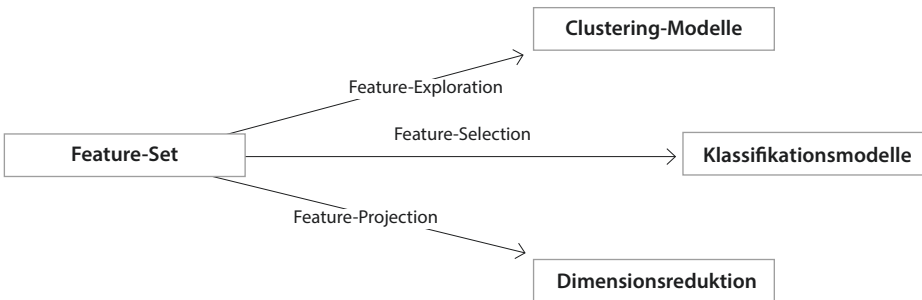 Clustering-Modelle
Feature-Exploration
Feature-Selection
Feature-Set
Klassifikationsmodelle
Feature-Projection
Dimensionsreduktion